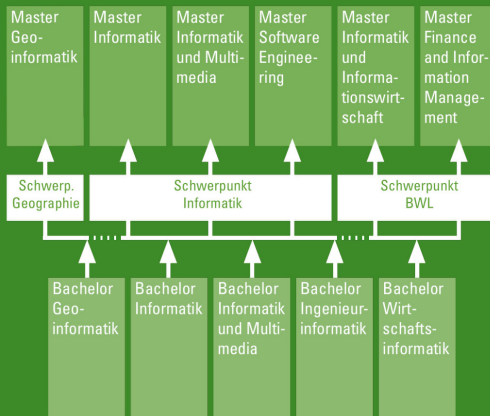 Master
Geo-
informatik
Master
Informatik
Master
Informatik
und Multi-
media
Master
Software
Enginee-
ring
Master
Informatik
und
Informa-
tionswirt-
schaft
Master
Finance
and Infor-
mation
Manage-
ment
Schwerp.
Geographie
Schwerpunkt
Informatik
Schwerpunkt
BWL
Bachelor
Geo-
informatik
Bachelor
Informatik
Bachelor
Informatik
und Multi-
media
Bachelor
Ingenieur-
informatik
Bachelor
Wirt-
schafts-
informatik